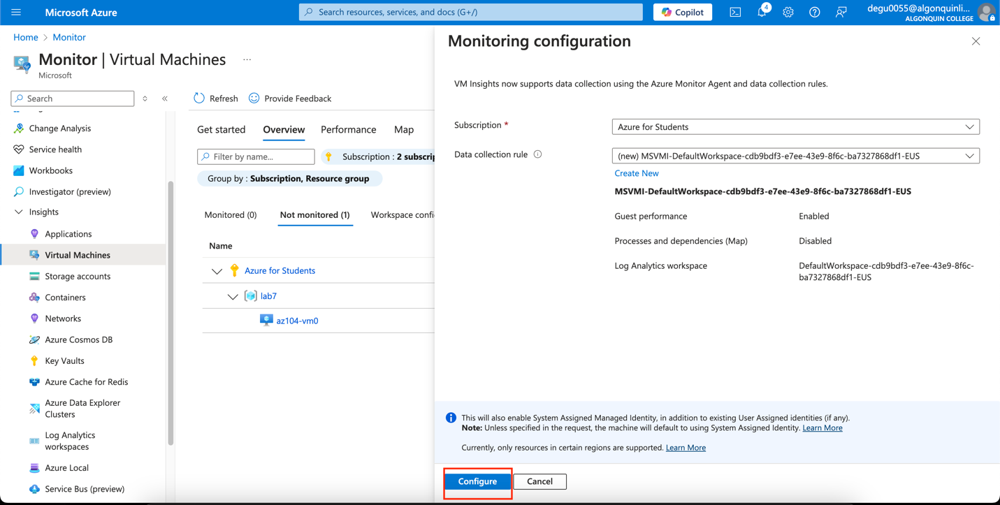 Microsoft Azure
Search resources, services, and docs (G+/)
Copilot
4
degu0055@algonquinli...
ALGONQUIN COLLEGE
Home > Monitor
Monitor | Virtual Machines
...
Microsoft
Search
Change Analysis
Service health
Workbooks
Investigator (preview)
Insights
Applications
Virtual Machines
Storage accounts
Containers
Networks
Azure Cosmos DB
Key Vaults
Azure Cache for Redis
Azure Data Explorer
Clusters
Log Analytics
workspaces
Azure Local
Service Bus (preview)
Refresh
Provide Feedback
Get started
Overview
Performance
Map
Filter by name...
Subscription : 2 subscrip
Group by : Subscription, Resource group
Monitored (0)
Not monitored (1)
Workspace confi
Name
Azure for Students
lab7
az104-vm0
Monitoring configuration
VM Insights now supports data collection using the Azure Monitor Agent and data collection rules.
Subscription *
Azure for Students
Data collection rule
(new) MSVMI-DefaultWorkspace-cdb9bdf3-e7ee-43e9-8f6c-ba7327868df1-EUS
Create New
MSVMI-DefaultWorkspace-cdb9bdf3-e7ee-43e9-8f6c-ba7327868df1-EUS
Guest performance
Enabled
Processes and dependencies (Map)
Disabled
Log Analytics workspace
DefaultWorkspace-cdb9bdf3-e7ee-43e9-8f6c-
ba7327868df1-EUS
This will also enable System Assigned Managed Identity, in addition to existing User Assigned identities (if any).
Note: Unless specified in the request, the machine will default to using System Assigned Identity. Learn More
Currently, only resources in certain regions are supported. Learn More
Configure
Cancel